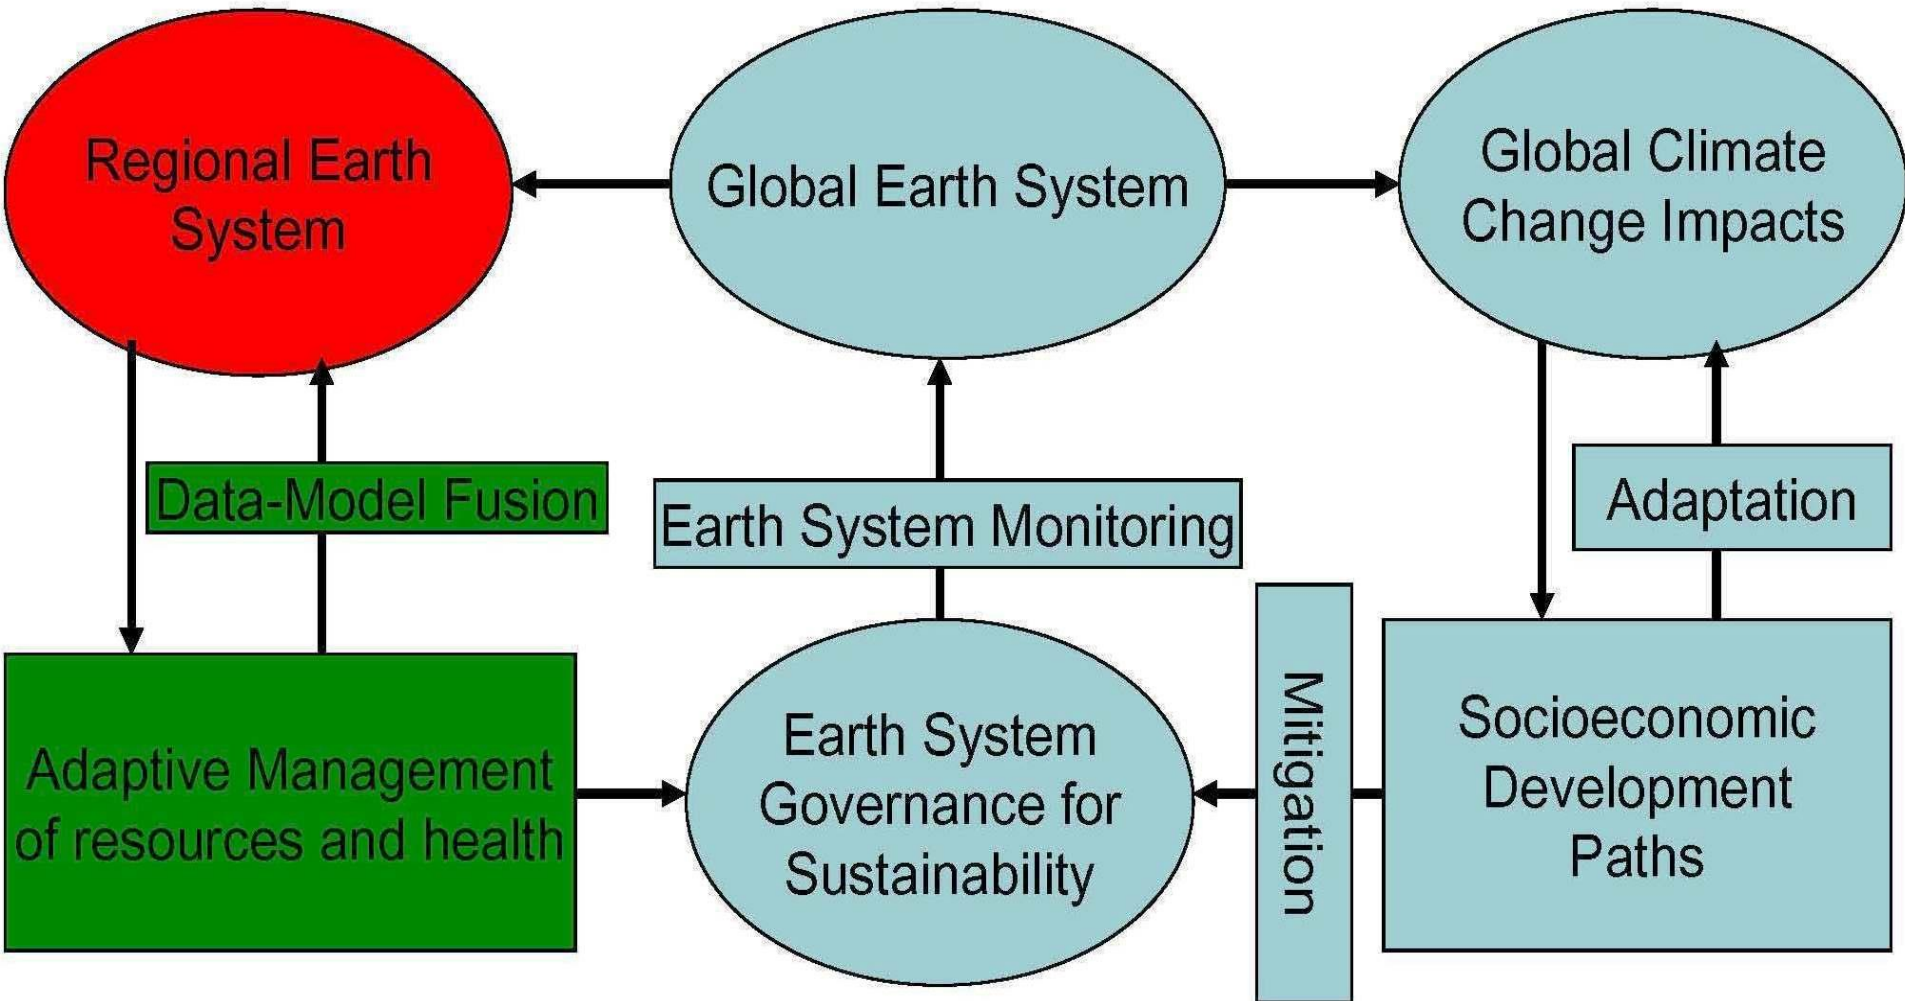 Regional Earth
System
Global Earth System
Global Climate
Change Impacts
Data-Model Fusion
Earth System Monitoring
Adaptation
Adaptive Management
of resources and health
Earth System
Governance for
Sustainability
Mitigation
Socioeconomic
Development
Paths